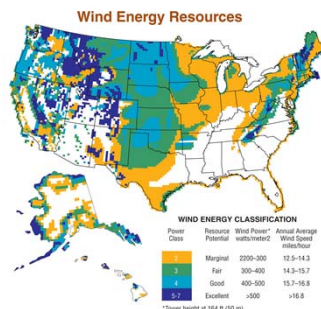 Wind Energy Resources
WIND ENERGY CLASSIFICATION
Power Class Resource Potential Wind Power* watts/meter2 Annual Average Wind Speed miles/hour
2 Marginal 2200–300 12.5–14.3
3 Fair 300–400 14.3–15.7
4 Good 400–500 15.7–16.8
5-7 Excellent >500 >16.8
*Tower height at 164 ft (50 m)